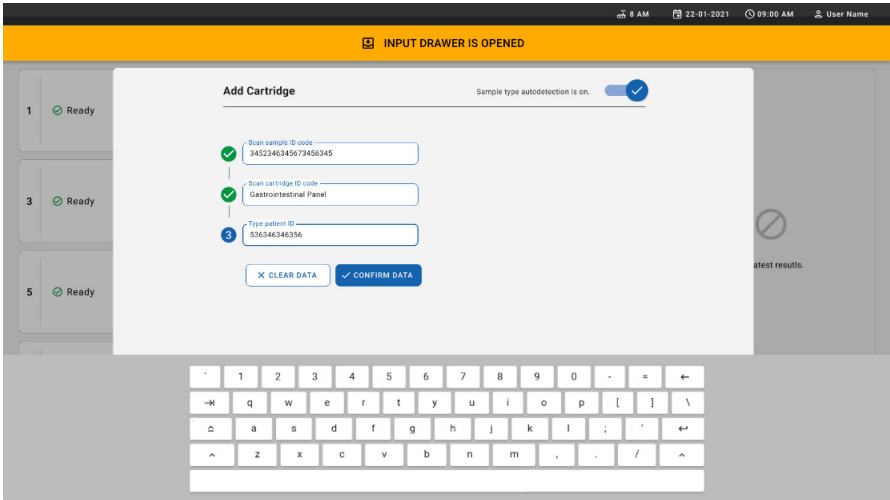 8 AM 22-01-2021 09:00 AM User Name
INPUT DRAWER IS OPENED
Add Cartridge
Sample type autodetection is on.
1 Ready
Scan sample ID code
3452346345673456345
Scan cartridge ID code
3 Ready
Gastrointestinal Panel
Type patient ID
3 536346346356
atest resutls.
CLEAR DATA CONFIRM DATA
5 Ready
` 1 2 3 4 5 6 7 8 9 0 - =
q w e r t y u i o p [ ] \
a s d f g h j k l ; '
z x c v b n m , . /